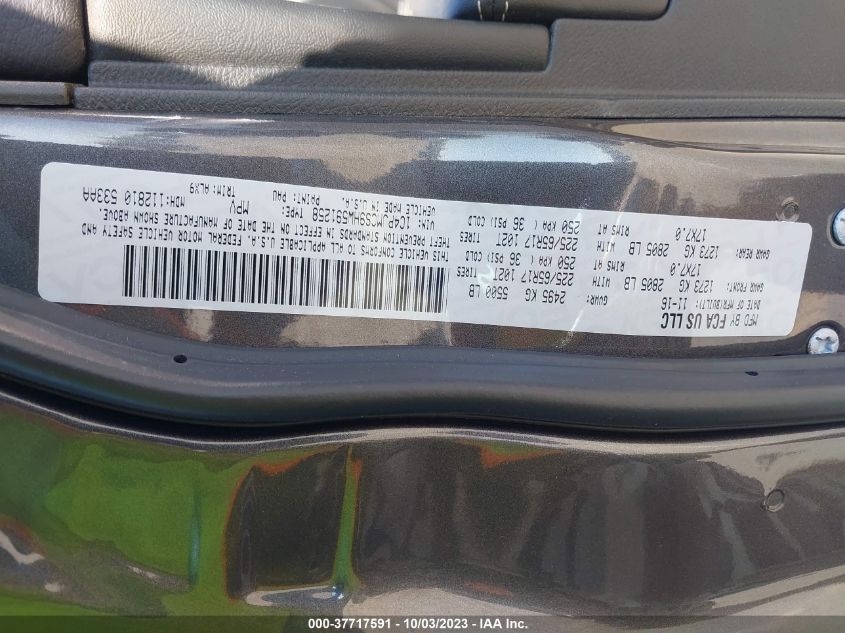 MFD BY FCA US LLC
DATE OF MFR(BUILT): 11-16
GVWR: 2495 KG 5500 LB
GAWR FRONT: 1273 KG 2805 LB WITH 225/65R17 102T TIRES
17X7.0 RIMS AT 250 KPA ( 36 PSI) COLD
GAWR REAR: 1273 KG 2805 LB WITH 225/65R17 102T TIRES
17X7.0 RIMS AT 250 KPA ( 36 PSI) COLD
THIS VEHICLE CONFORMS TO ALL APPLICABLE U.S.A. FEDERAL MOTOR VEHICLE SAFETY AND
THEFT PREVENTION STANDARDS IN EFFECT ON THE DATE OF MANUFACTURE SHOWN ABOVE.
VIN: 1C4PJMCS9HW591258 TYPE: MPV MDH:112810 533AA
VEHICLE MADE IN U.S.A. PAINT: PAU TRIM:ALX9
000-37717591 - 10/03/2023 - IAA Inc.